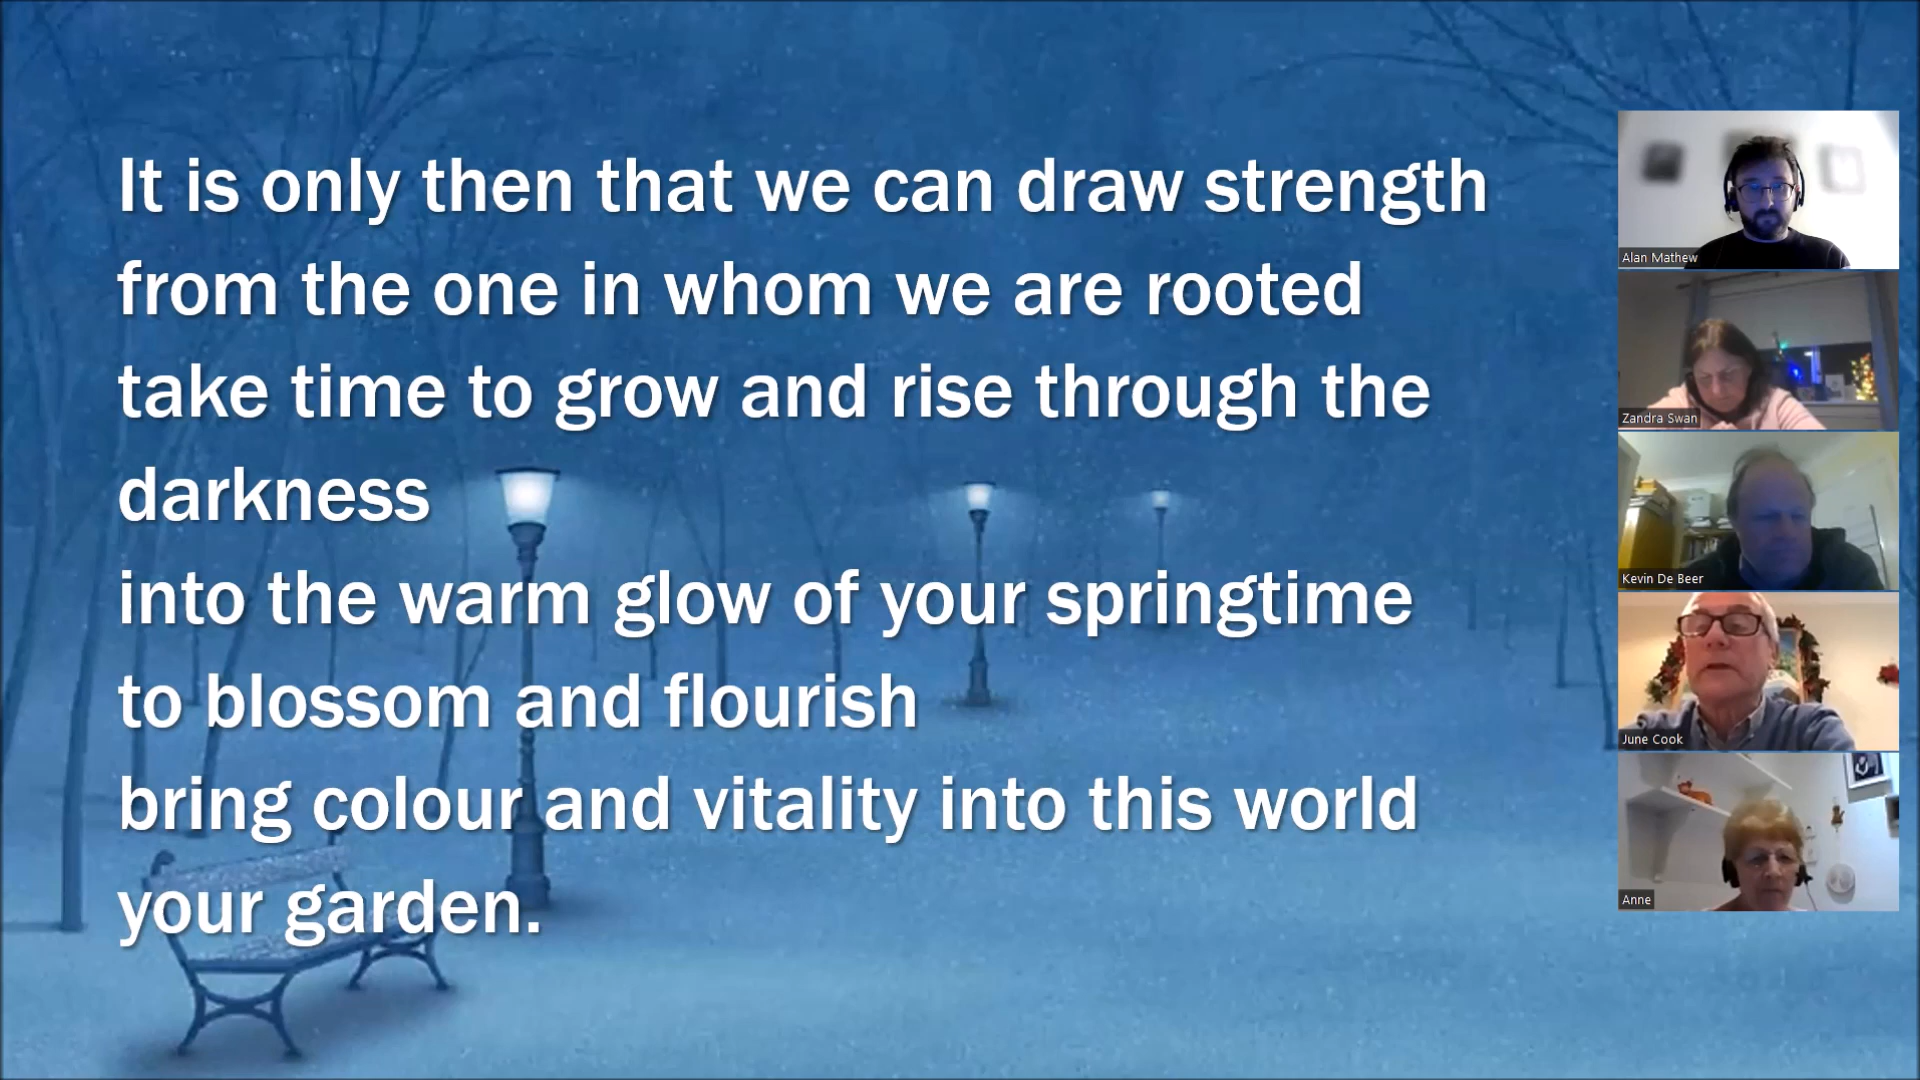 It is only then that we can draw strength
from the one in whom we are rooted
take time to grow and rise through the
darkness
into the warm glow of your springtime
to blossom and flourish
bring colour and vitality into this world
your garden.
Alan Mathew
Zandra Swan
Kevin De Beer
June Cook
Anne